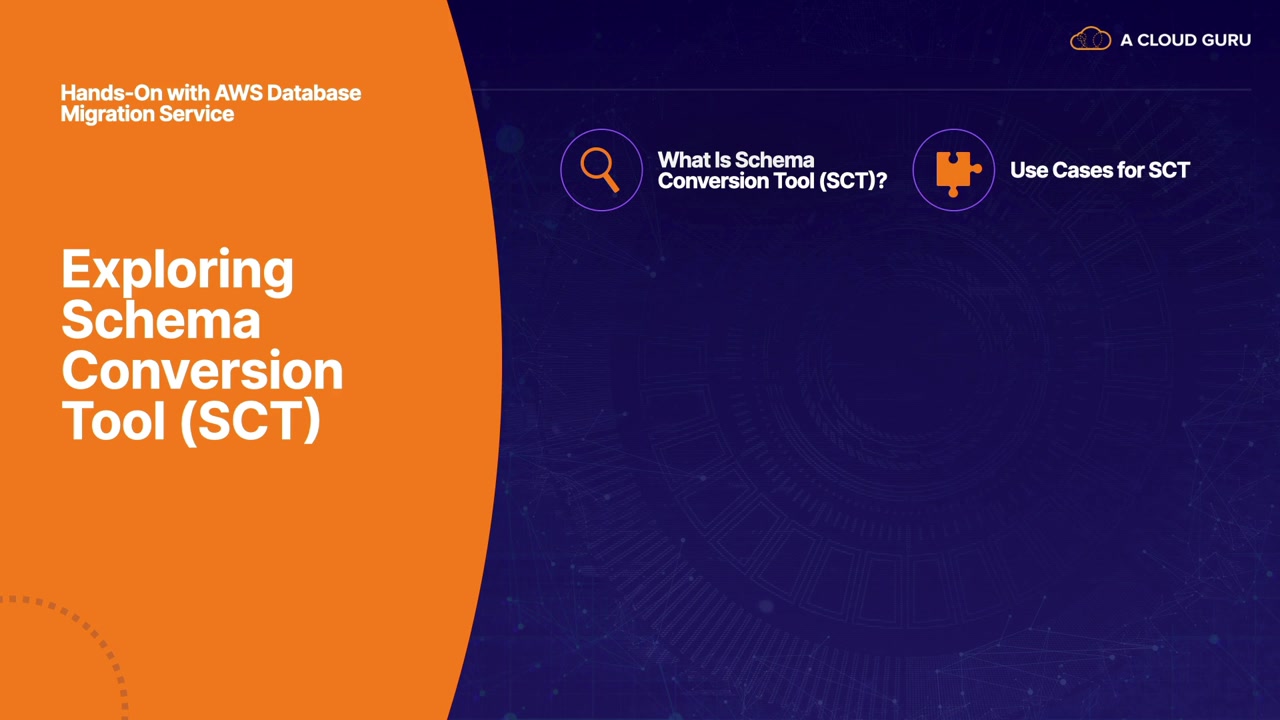 A CLOUD GURU
Hands-On with AWS Database
Migration Service
Exploring
Schema
Conversion
Tool (SCT)
What Is Schema
Conversion Tool (SCT)?
Use Cases for SCT